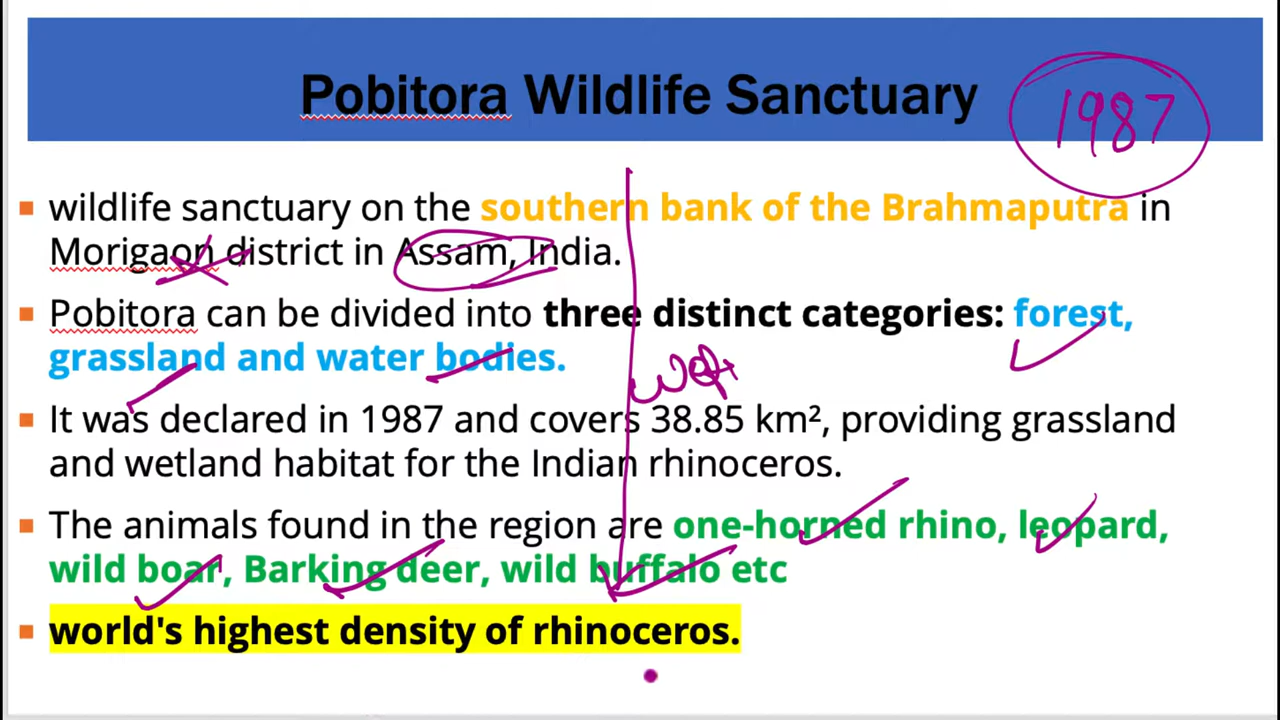 Pobitora Wildlife Sanctuary
1987
wildlife sanctuary on the southern bank of the Brahmaputra in
Morigaon district in Assam, India.
Pobitora can be divided into three distinct categories: forest,
grassland and water bodies.
It was declared in 1987 and covers 38.85 km², providing grassland
and wetland habitat for the Indian rhinoceros.
The animals found in the region are one-horned rhino, leopard,
wild boar, Barking deer, wild buffalo etc
world's highest density of rhinoceros.